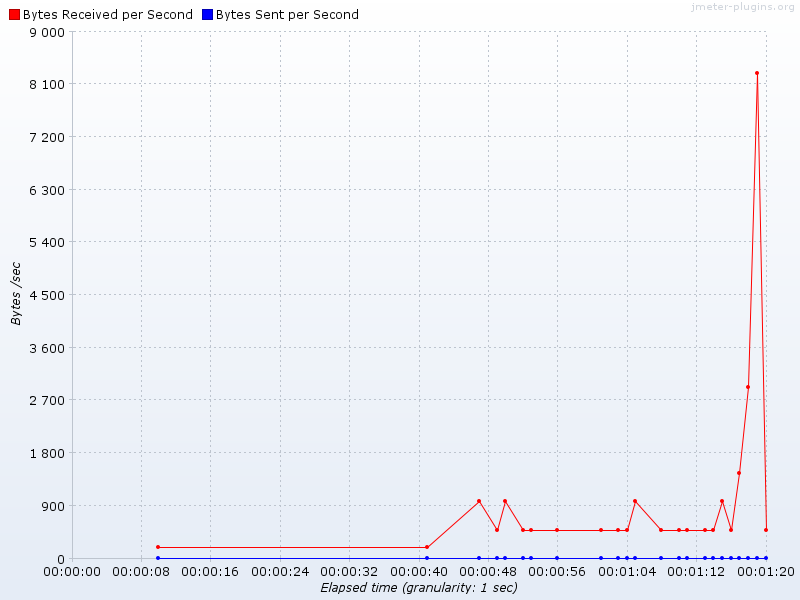 jmeter-plugins.org
Bytes Received per Second Bytes Sent per Second
9 000
8 100
7 200
6 300
5 400
4 500
3 600
2 700
1 800
900
0
Bytes /sec
00:00:00 00:00:08 00:00:16 00:00:24 00:00:32 00:00:40 00:00:48 00:00:56 00:01:04 00:01:12 00:01:20
Elapsed time (granularity: 1 sec)